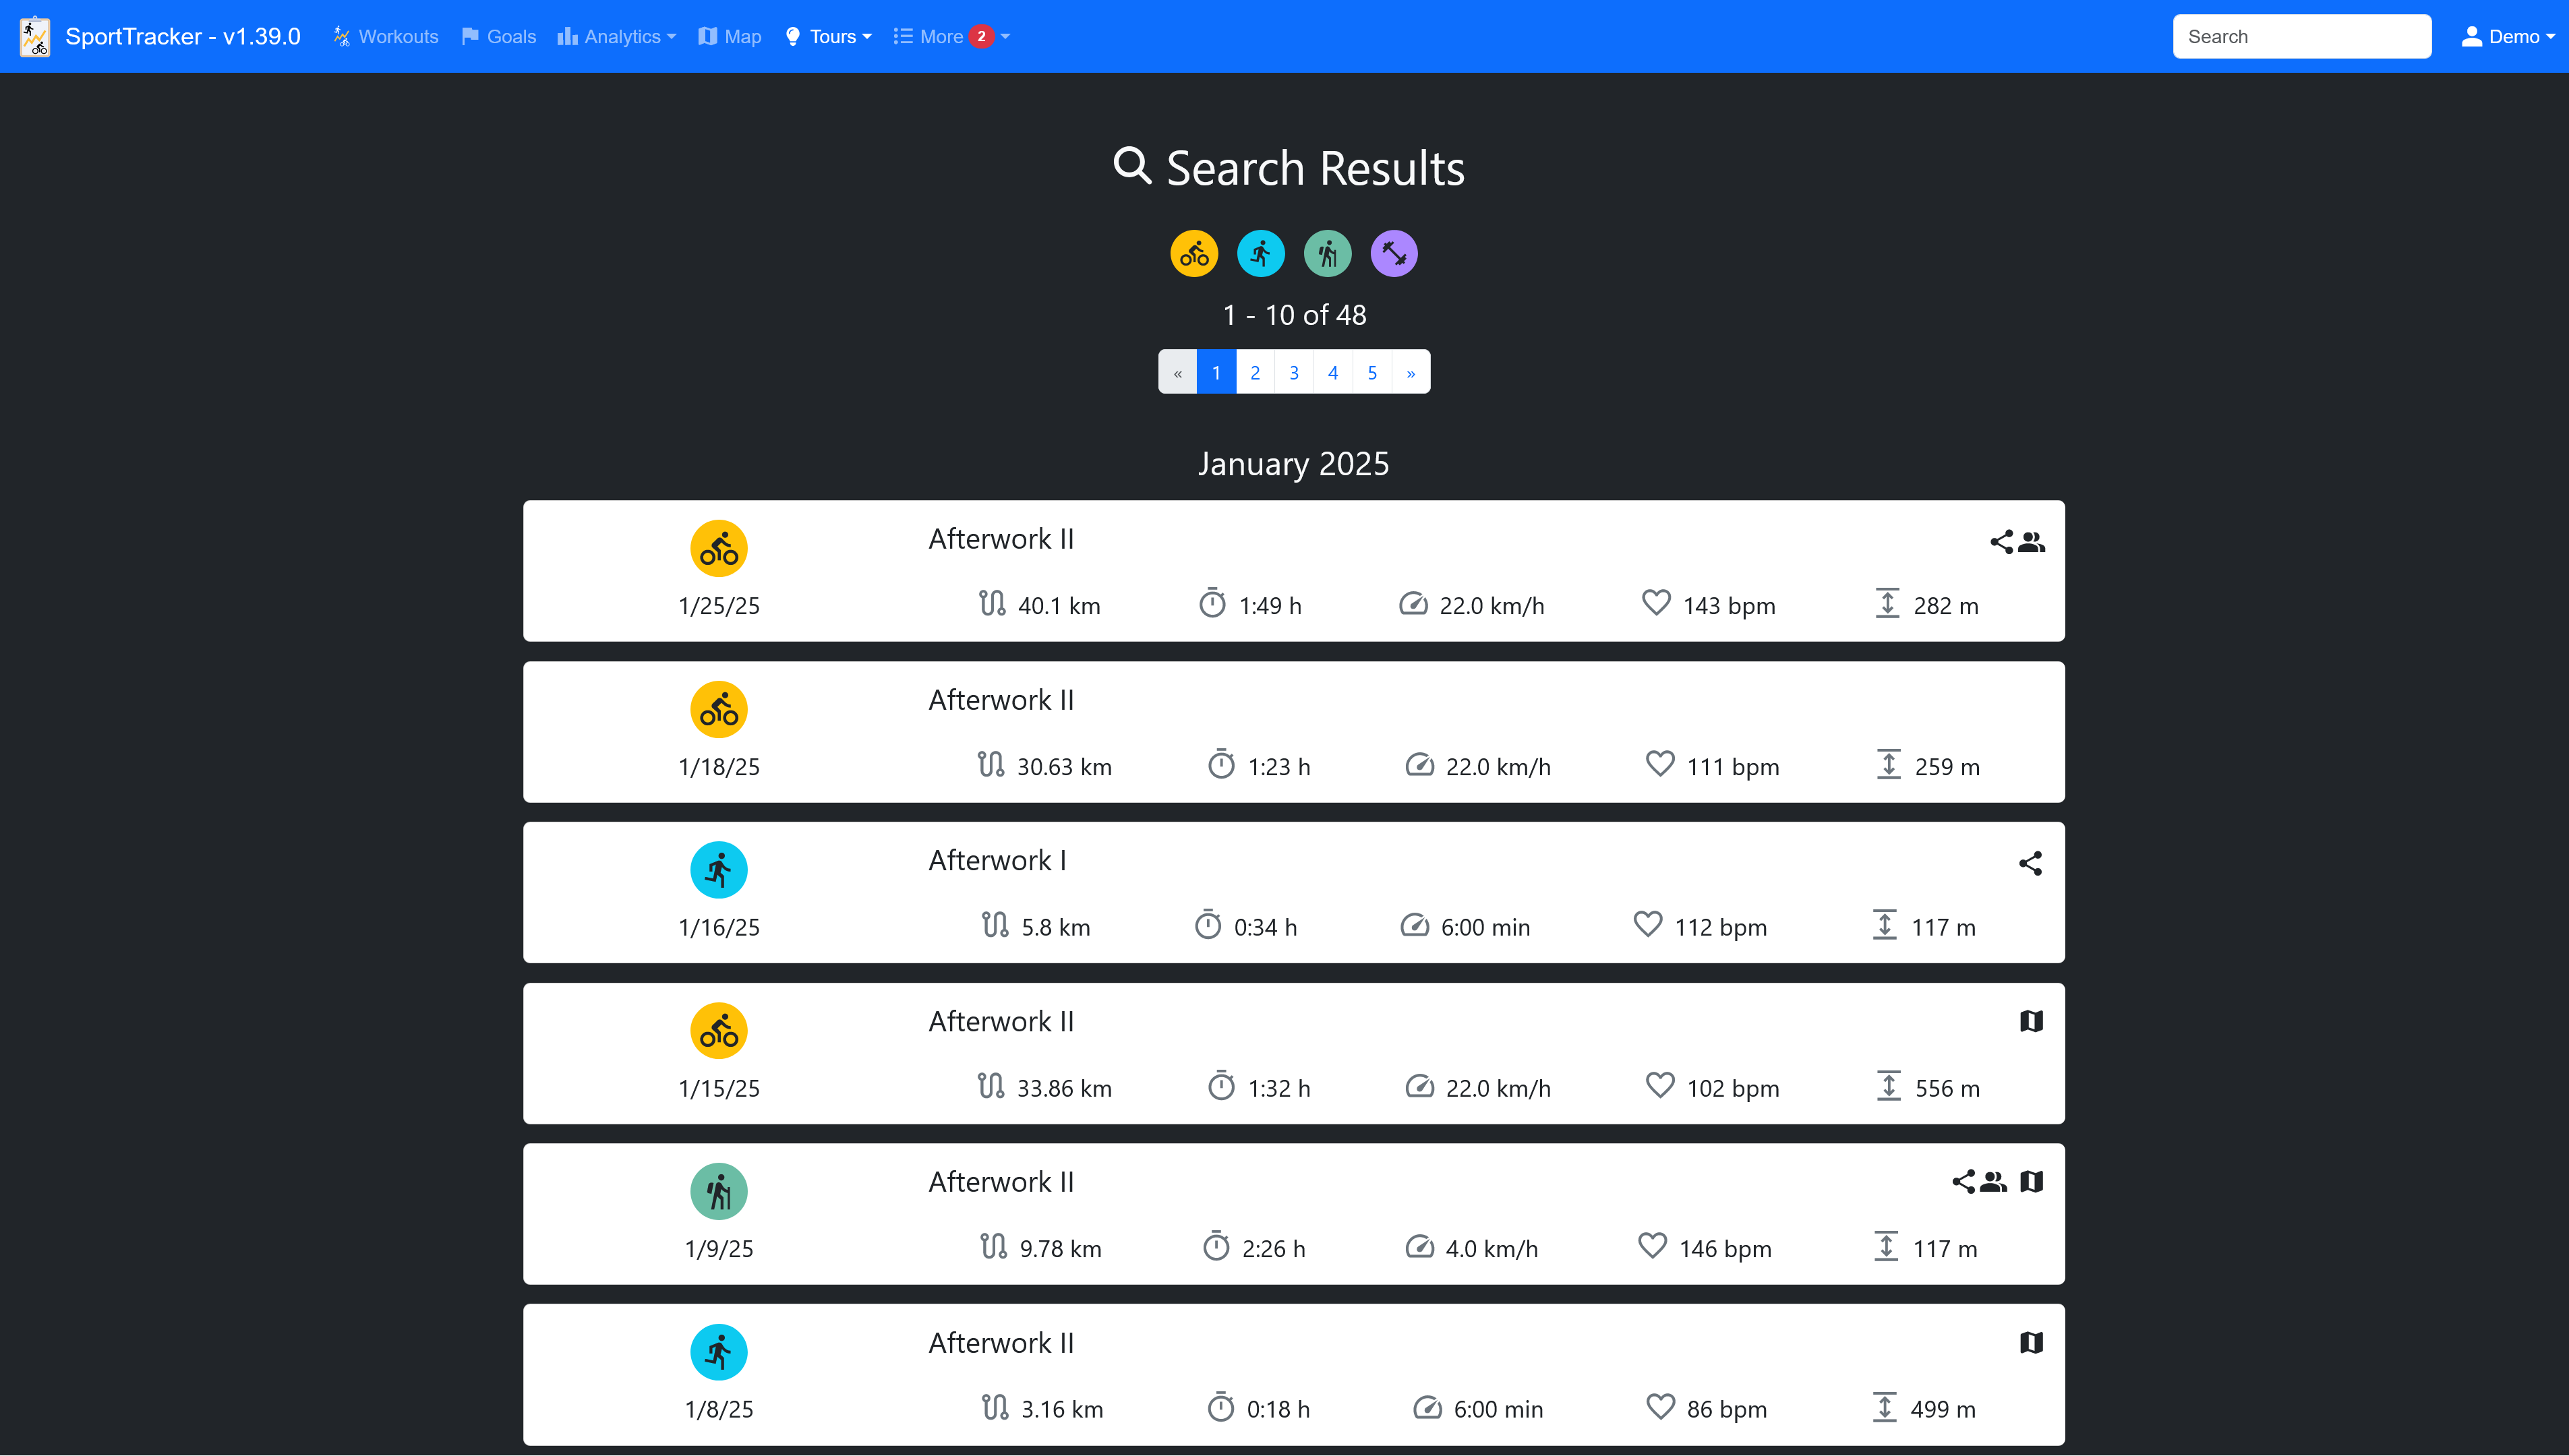 SportTracker - v1.39.0 Workouts Goals Analytics Map Tours More 2 Search Demo
Search Results
1 - 10 of 48
« 1 2 3 4 5 »
January 2025
Afterwork II
1/25/25 40.1 km 1:49 h 22.0 km/h 143 bpm 282 m
Afterwork II
1/18/25 30.63 km 1:23 h 22.0 km/h 111 bpm 259 m
Afterwork I
1/16/25 5.8 km 0:34 h 6:00 min 112 bpm 117 m
Afterwork II
1/15/25 33.86 km 1:32 h 22.0 km/h 102 bpm 556 m
Afterwork II
1/9/25 9.78 km 2:26 h 4.0 km/h 146 bpm 117 m
Afterwork II
1/8/25 3.16 km 0:18 h 6:00 min 86 bpm 499 m